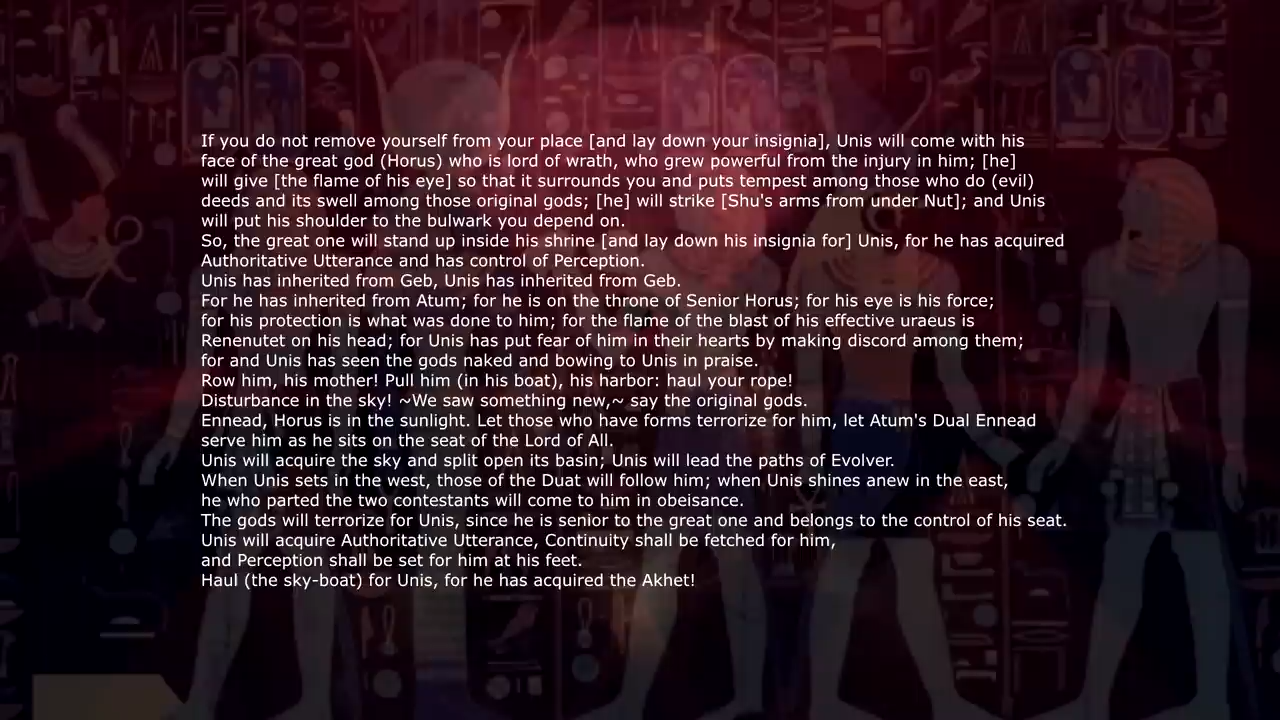 If you do not remove yourself from your place [and lay down your insignia], Unis will come with his
face of the great god (Horus) who is lord of wrath, who grew powerful from the injury in him; [he]
will give [the flame of his eye] so that it surrounds you and puts tempest among those who do (evil)
deeds and its swell among those original gods; [he] will strike [Shu's arms from under Nut]; and Unis
will put his shoulder to the bulwark you depend on.
So, the great one will stand up inside his shrine [and lay down his insignia for] Unis, for he has acquired
Authoritative Utterance and has control of Perception.
Unis has inherited from Geb, Unis has inherited from Geb.
For he has inherited from Atum; for he is on the throne of Senior Horus; for his eye is his force;
for his protection is what was done to him; for the flame of the blast of his effective uraeus is
Renenutet on his head; for Unis has put fear of him in their hearts by making discord among them;
for and Unis has seen the gods naked and bowing to Unis in praise.
Row him, his mother! Pull him (in his boat), his harbor: haul your rope!
Disturbance in the sky! ~We saw something new,~ say the original gods.
Ennead, Horus is in the sunlight. Let those who have forms terrorize for him, let Atum's Dual Ennead
serve him as he sits on the seat of the Lord of All.
Unis will acquire the sky and split open its basin; Unis will lead the paths of Evolver.
When Unis sets in the west, those of the Duat will follow him; when Unis shines anew in the east,
he who parted the two contestants will come to him in obeisance.
The gods will terrorize for Unis, since he is senior to the great one and belongs to the control of his seat.
Unis will acquire Authoritative Utterance, Continuity shall be fetched for him,
and Perception shall be set for him at his feet.
Haul (the sky-boat) for Unis, for he has acquired the Akhet!